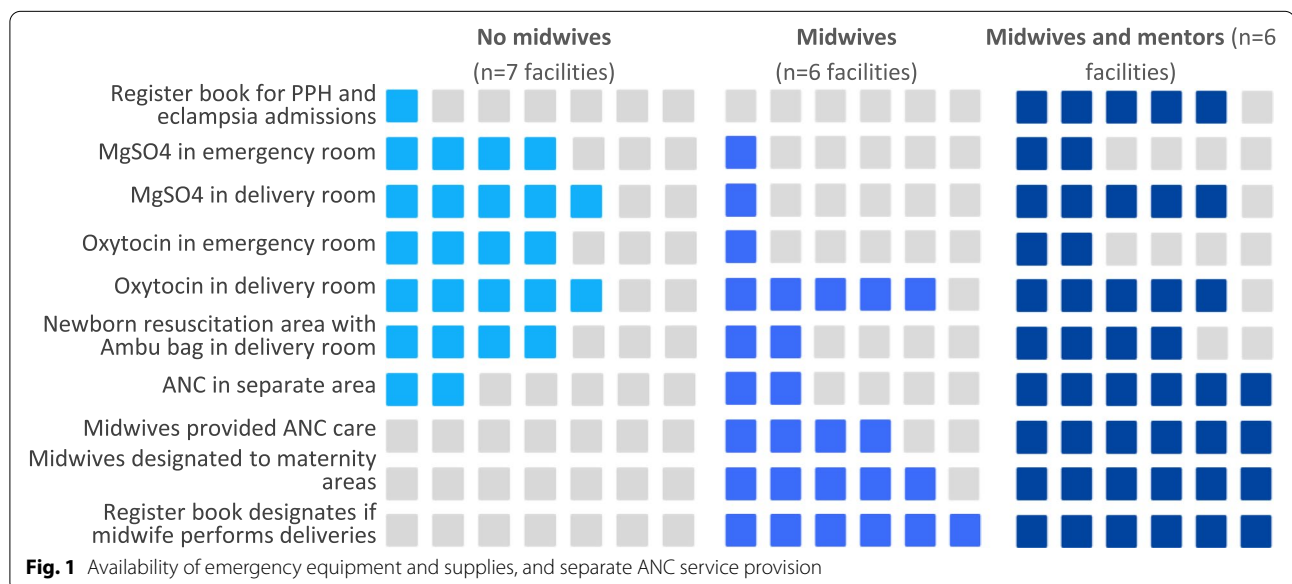 No midwives
(n=7 facilities)
Midwives
(n=6 facilities)
Midwives and mentors (n=6
facilities)
Register book for PPH and
eclampsia admissions
MgSO4 in emergency room
MgSO4 in delivery room
Oxytocin in emergency room
Oxytocin in delivery room
Newborn resuscitation area with
Ambu bag in delivery room
ANC in separate area
Midwives provided ANC care
Midwives designated to maternity
areas
Register book designates if
midwife performs deliveries
Fig. 1 Availability of emergency equipment and supplies, and separate ANC service provision